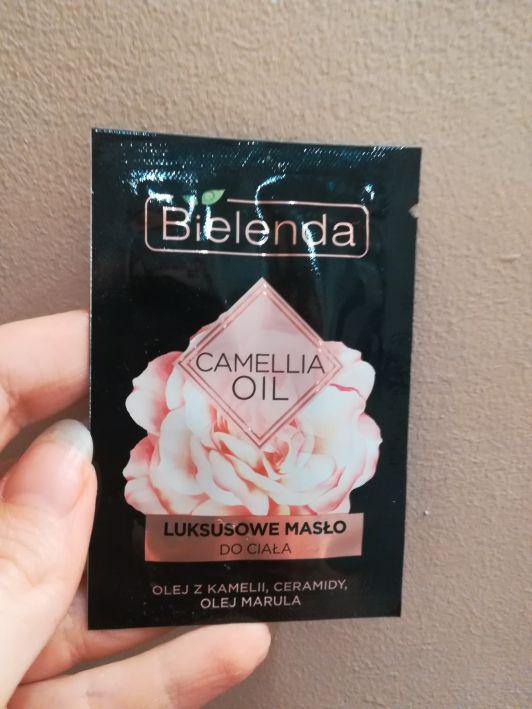 Bielenda
CAMELLIA
OIL
LUKSUSOWE MASŁO
DO CIAŁA
OLEJ Z KAMELII, CERAMIDY,
OLEJ MARULA